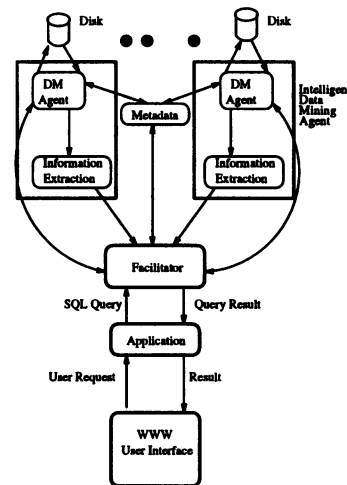 Disk
Disk
DM
Agent
DM
Agent
Metadata
Intelligen
Data
Mining
Agent
Information
Extraction
Information
Extraction
Facilitator
SQL Query
Query Result
Application
User Request
Result
WWW
User Interface